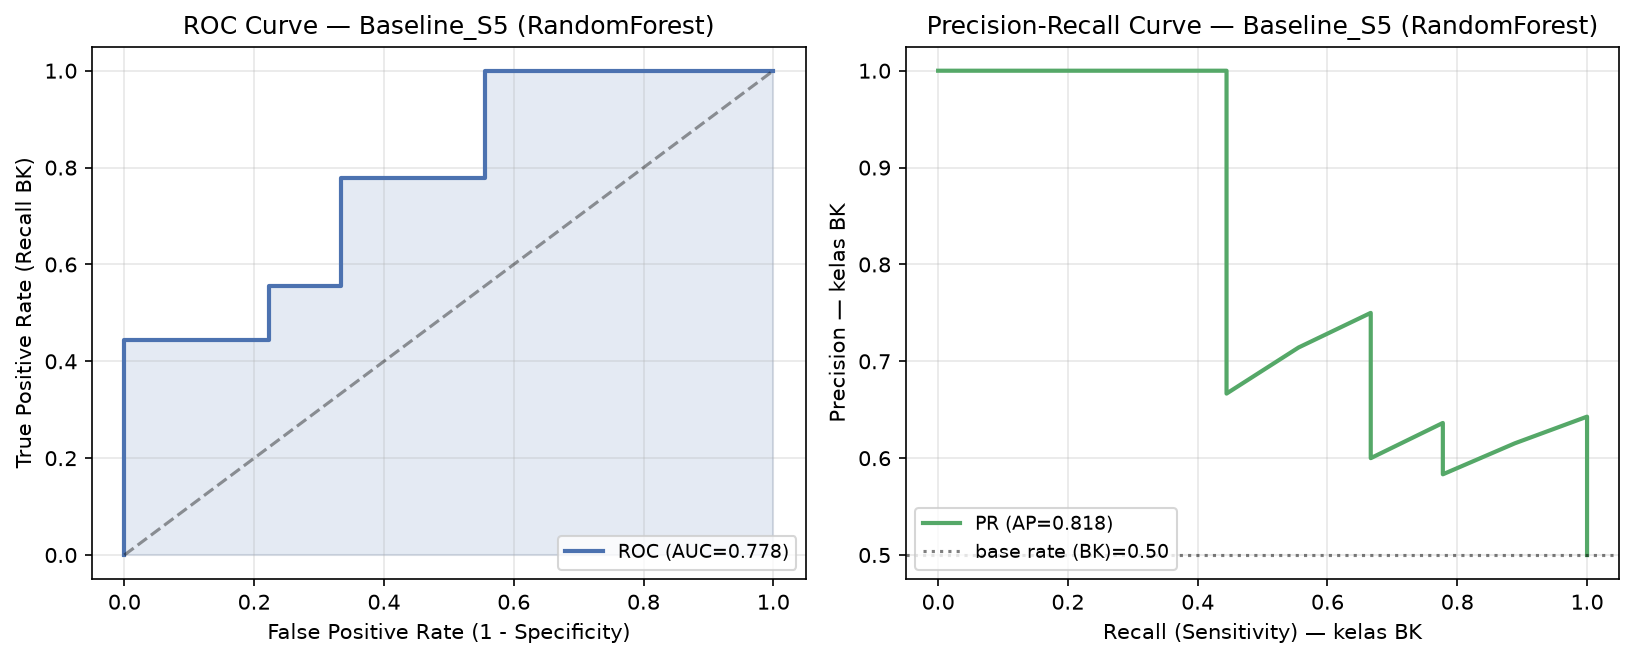 ROC Curve — Baseline_S5 (RandomForest)
True Positive Rate (Recall BK)
1.0
0.8
0.6
0.4
0.2
0.0
ROC (AUC=0.778)
0.0 0.2 0.4 0.6 0.8 1.0
False Positive Rate (1 - Specificity)
Precision-Recall Curve — Baseline_S5 (RandomForest)
Precision — kelas BK
1.0
0.9
0.8
0.7
0.6
0.5
PR (AP=0.818)
base rate (BK)=0.50
0.0 0.2 0.4 0.6 0.8 1.0
Recall (Sensitivity) — kelas BK